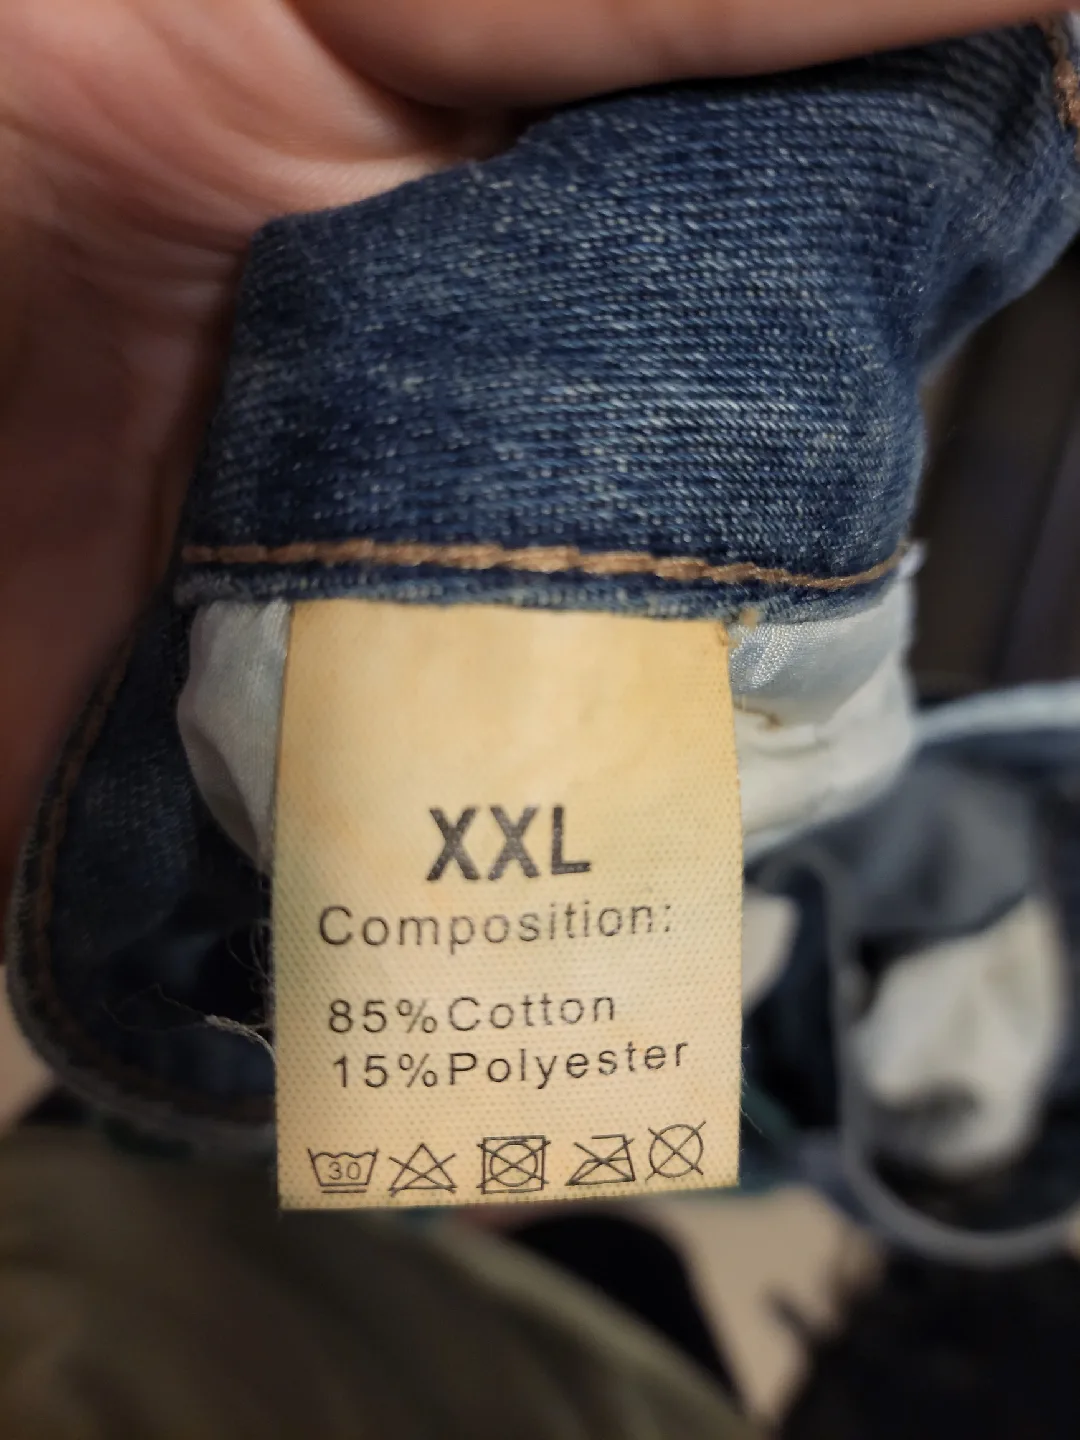 XXL
Composition:
85%Cotton
15%Polyester
30